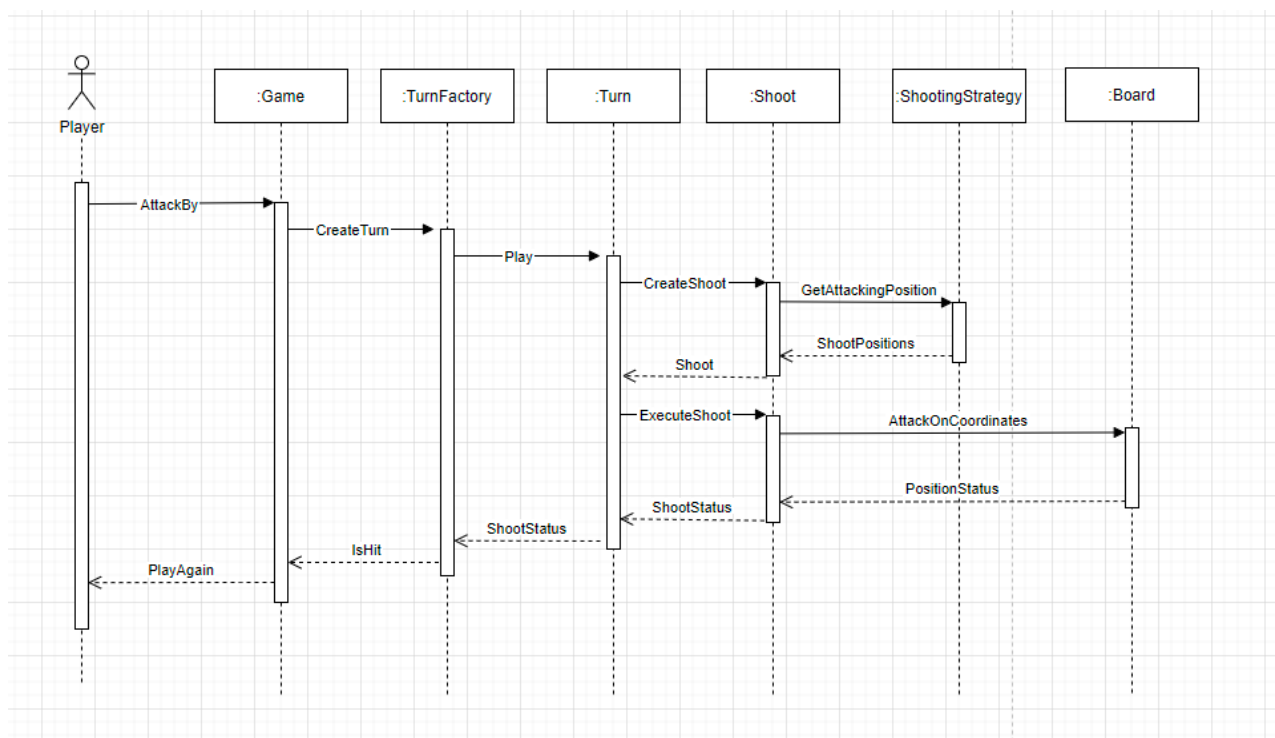 Player
:Game
:TurnFactory
:Turn
:Shoot
:ShootingStrategy
:Board
AttackBy
CreateTurn
Play
CreateShoot
GetAttackingPosition
ShootPositions
Shoot
ExecuteShoot
AttackOnCoordinates
PositionStatus
ShootStatus
ShootStatus
IsHit
PlayAgain